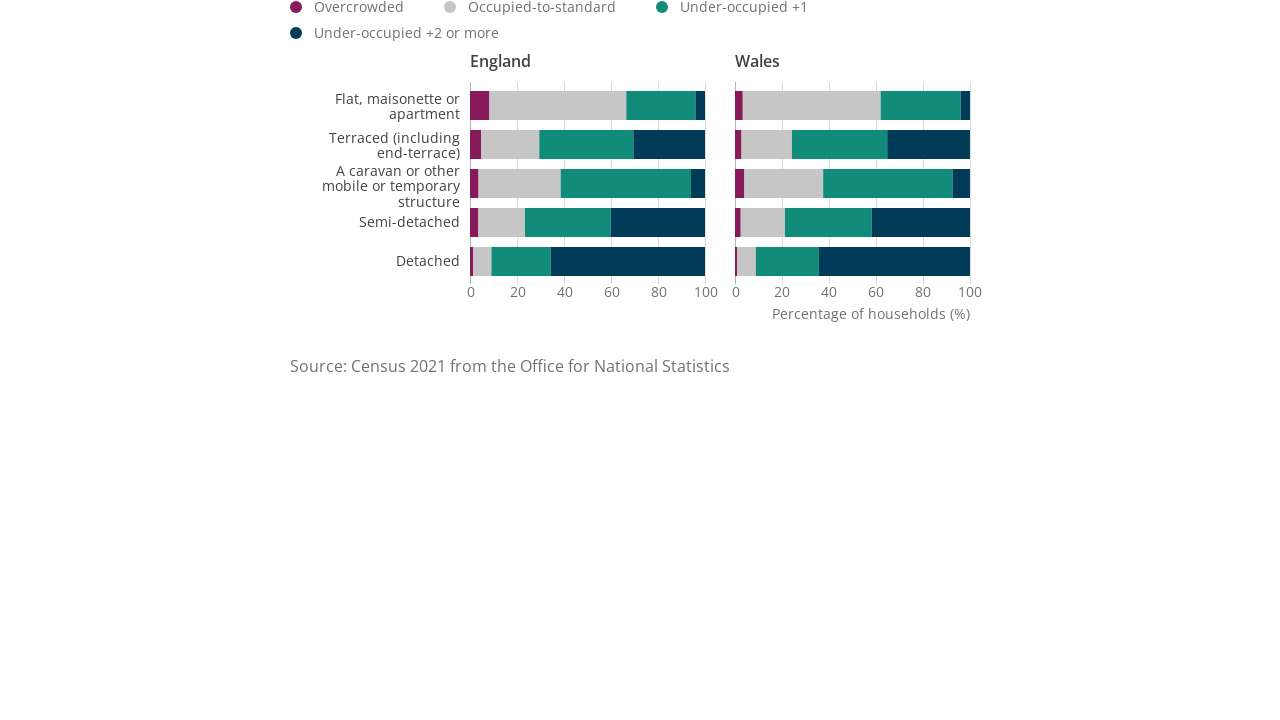 Overcrowded
Occupied-to-standard
Under-occupied +1
Under-occupied +2 or more
England
Wales
Flat, maisonette or
apartment
Terraced (including
end-terrace)
A caravan or other
mobile or temporary
structure
Semi-detached
Detached
0 20 40 60 80 100
0 20 40 60 80 100
Percentage of households (%)
Source: Census 2021 from the Office for National Statistics